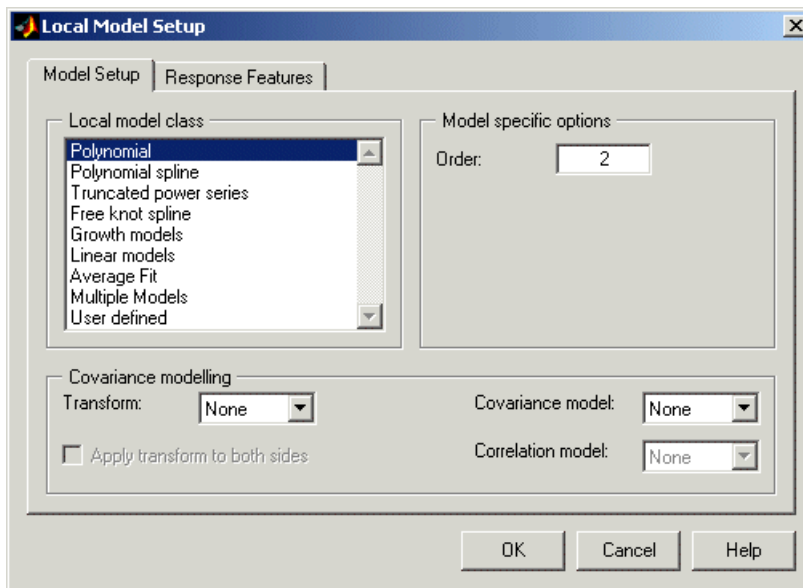 Local Model Setup
Model Setup
Response Features
Local model class
Polynomial
Polynomial spline
Truncated power series
Free knot spline
Growth models
Linear models
Average Fit
Multiple Models
User defined
Model specific options
Order: 2
Covariance modelling
Transform: None
Apply transform to both sides
Covariance model: None
Correlation model: None
OK
Cancel
Help